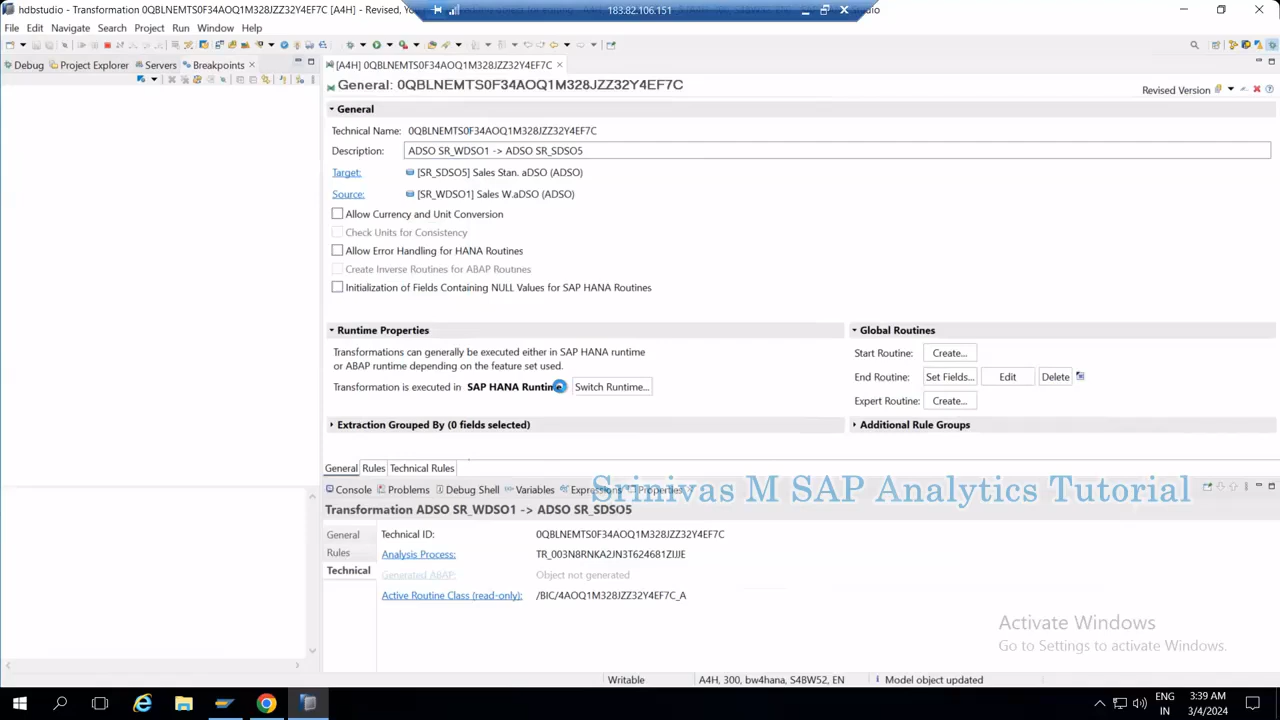 hdbstudio - Transformation 0QBLNEMTS0F34AOQ1M328JZZ32Y4EF7C [A4H] - Revised, Yo
183.82.106.151
File Edit Navigate Search Project Run Window Help
Debug Project Explorer Servers Breakpoints
[A4H] 0QBLNEMTS0F34AOQ1M328JZZ32Y4EF7C
General: 0QBLNEMTS0F34AOQ1M328JZZ32Y4EF7C
Revised Version
General
Technical Name: 0QBLNEMTS0F34AOQ1M328JZZ32Y4EF7C
Description: ADSO SR_WDSO1 -> ADSO SR_SDSO5
Target: [SR_SDSO5] Sales Stan. aDSO (ADSO)
Source: [SR_WDSO1] Sales W.aDSO (ADSO)
Allow Currency and Unit Conversion
Check Units for Consistency
Allow Error Handling for HANA Routines
Create Inverse Routines for ABAP Routines
Initialization of Fields Containing NULL Values for SAP HANA Routines
Runtime Properties
Transformations can generally be executed either in SAP HANA runtime
or ABAP runtime depending on the feature set used.
Transformation is executed in SAP HANA Runtime Switch Runtime...
Extraction Grouped By (0 fields selected)
Global Routines
Start Routine: Create...
End Routine: Set Fields... Edit Delete
Expert Routine: Create...
Additional Rule Groups
General Rules Technical Rules
Console Problems Debug Shell Variables Expressions Properties
Srinivas M SAP Analytics Tutorial
Transformation ADSO SR_WDSO1 -> ADSO SR_SDSO5
General
Rules
Technical
Technical ID: 0QBLNEMTS0F34AOQ1M328JZZ32Y4EF7C
Analysis Process: TR_003N8RNKA2JN3T624681ZIJJE
Generated ABAP: Object not generated
Active Routine Class (read-only): /BIC/4AOQ1M328JZZ32Y4EF7C_A
Activate Windows
Go to Settings to activate Windows.
Writable A4H, 300, bw4hana, S48W52, EN Model object updated
ENG
IN
3:39 AM
3/4/2024